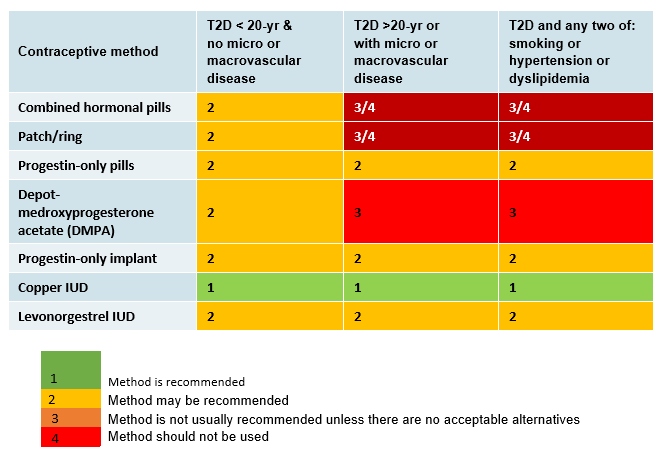 Contraceptive method
T2D < 20-yr &
no micro or
macrovascular
disease
T2D >20-yr or
with micro or
macrovascular
disease
T2D and any two of:
smoking or
hypertension or
dyslipidemia
Combined hormonal pills 2 3/4 3/4
Patch/ring 2 3/4 3/4
Progestin-only pills 2 2 2
Depot-
medroxyprogesterone 2 3 3
acetate (DMPA)
Progestin-only implant 2 2 2
Copper IUD 1 1 1
Levonorgestrel IUD 2 2 2
1 Method is recommended
2 Method may be recommended
3 Method is not usually recommended unless there are no acceptable alternatives
4 Method should not be used